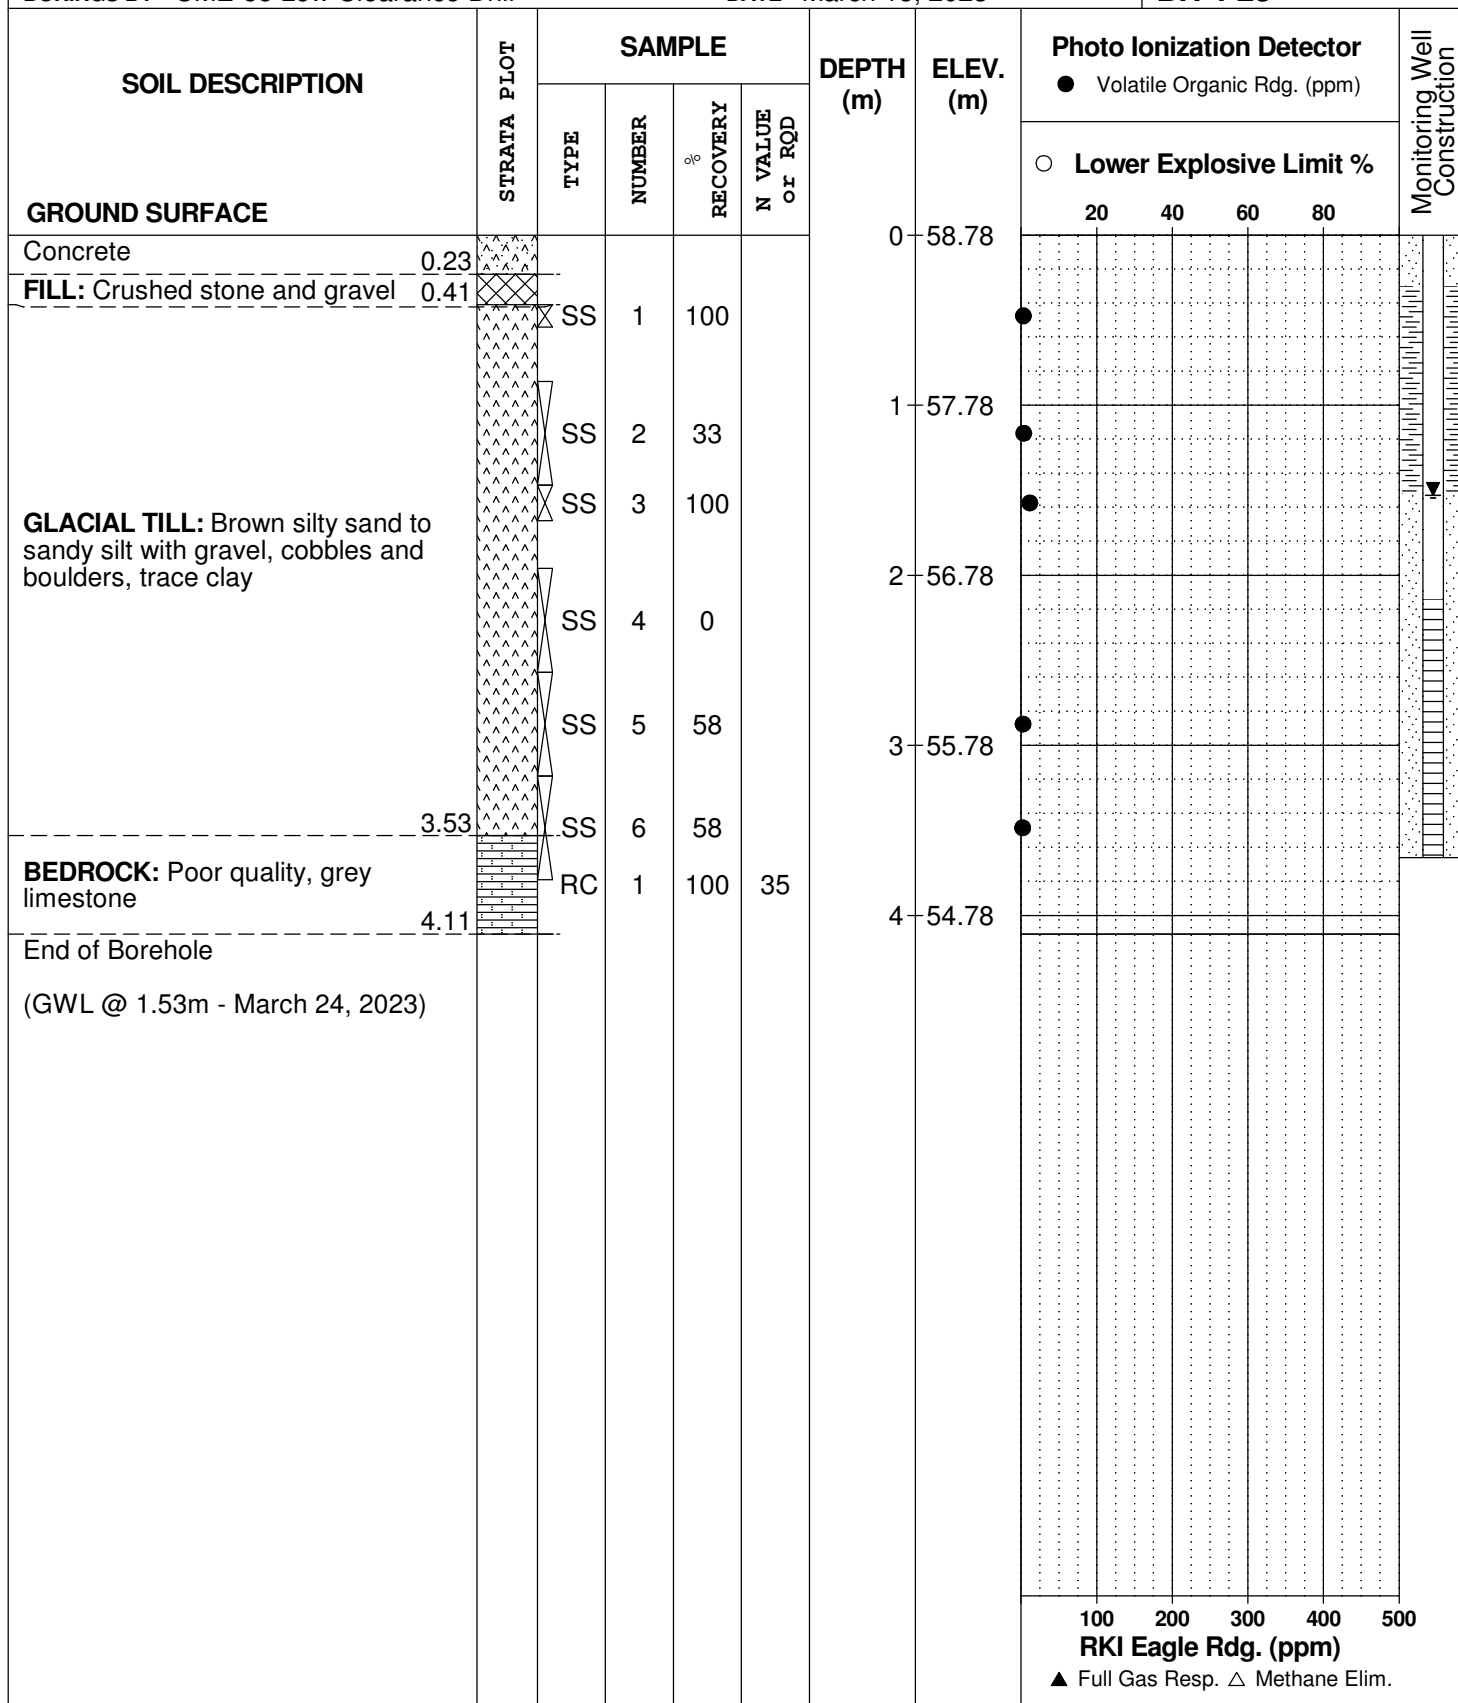 SOIL DESCRIPTION
GROUND SURFACE
STRATA PLOT
SAMPLE
TYPE
NUMBER
% RECOVERY
N VALUE or RQD
DEPTH (m)
ELEV. (m)
Photo Ionization Detector
● Volatile Organic Rdg. (ppm)
○ Lower Explosive Limit %
20 40 60 80
Monitoring Well Construction
0 58.78
Concrete 0.23
FILL: Crushed stone and gravel 0.41
SS 1 100
1 57.78
SS 2 33
SS 3 100
GLACIAL TILL: Brown silty sand to
sandy silt with gravel, cobbles and
boulders, trace clay
2 56.78
SS 4 0
SS 5 58
3 55.78
3.53
SS 6 58
BEDROCK: Poor quality, grey
limestone
RC 1 100 35
4.11
4 54.78
End of Borehole
(GWL @ 1.53m - March 24, 2023)
100 200 300 400 500
RKI Eagle Rdg. (ppm)
▲ Full Gas Resp. △ Methane Elim.